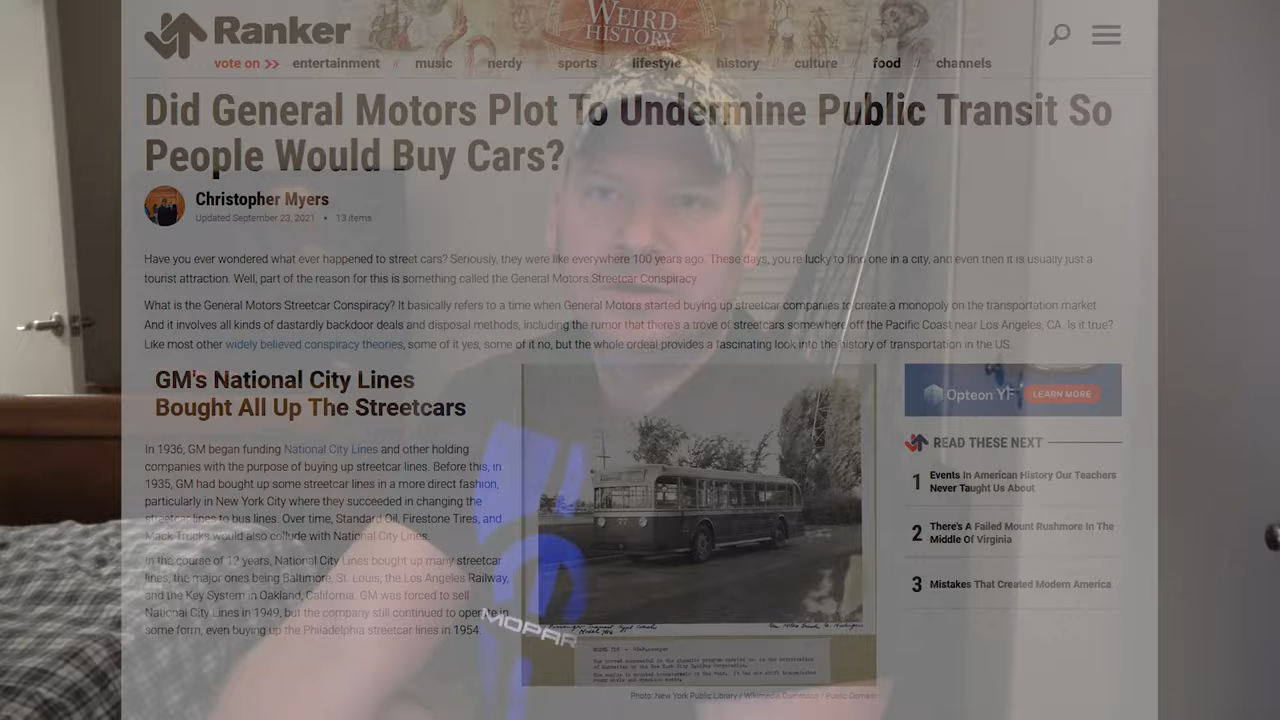 Ranker
WEIRD
HISTORY
vote on >> entertainment // music // nerdy // sports // lifestyle // history // culture // food // channels
Did General Motors Plot To Undermine Public Transit So
People Would Buy Cars?
Christopher Myers
Updated September 23, 2021 • 13 items
Have you ever wondered what ever happened to street cars? Seriously, they were like everywhere 100 years ago. These days, you're lucky to find one in a city, and even then it is usually just a
tourist attraction. Well, part of the reason for this is something called the General Motors Streetcar Conspiracy
What is the General Motors Streetcar Conspiracy? It basically refers to a time when General Motors started buying up streetcar companies to create a monopoly on the transportation market
And it involves all kinds of dastardly backdoor deals and disposal methods, including the rumor that there's a trove of streetcars somewhere off the Pacific Coast near Los Angeles, CA. Is it true?
Like most other widely believed conspiracy theories, some of it yes, some of it no, but the whole ordeal provides a fascinating look into the history of transportation in the US.
GM's National City Lines
Bought All Up The Streetcars
In 1936, GM began funding National City Lines and other holding
companies with the purpose of buying up streetcar lines. Before this, in
1935, GM had bought up some streetcar lines in a more direct fashion,
particularly in New York City where they succeeded in changing the
streetcar lines to bus lines. Over time, Standard Oil, Firestone Tires, and
Mack Trucks would also collude with National City Lines.
In the course of 12 years, National City Lines bought up many streetcar
lines, the major ones being Baltimore, St. Louis, the Los Angeles Railway,
and the Key System in Oakland, California. GM was forced to sell
National City Lines in 1949, but the company still continued to operate in
some form, even buying up the Philadelphia streetcar lines in 1954.
77
Photo: New York Public Library / Wikimedia Commons / Public Domain
Opteon YF LEARN MORE
READ THESE NEXT
1 Events In American History Our Teachers
Never Taught Us About
2 There's A Failed Mount Rushmore In The
Middle Of Virginia
3 Mistakes That Created Modern America
MOPAR